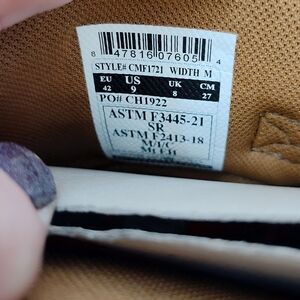 8 47816 07605 4
STYLE# CMF1721 WIDTH M
EU US UK CM
42 9 8 27
PO# CH1922
ASTM F3445-21
SR
ASTM F2413-18
M/I/C
MI EH